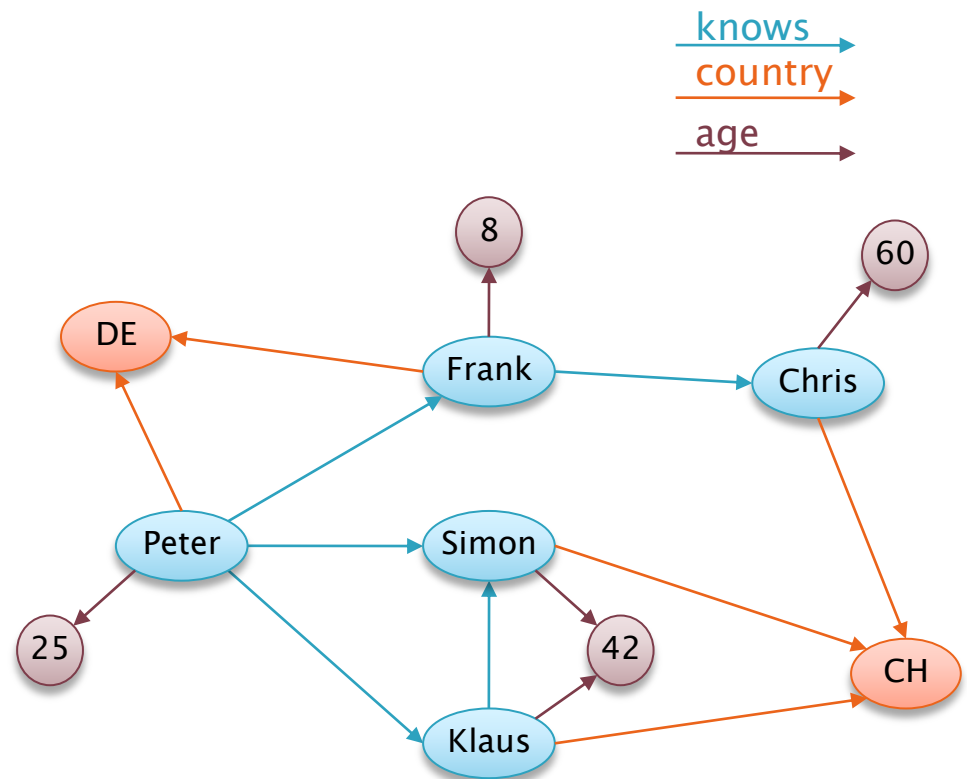 knows
country
age
8
60
DE
Frank
Chris
Peter
Simon
25
42
CH
Klaus